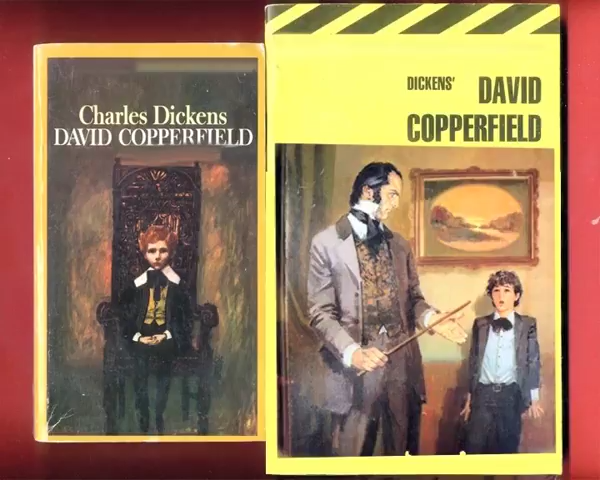 Charles Dickens
DAVID COPPERFIELD
DICKENS' DAVID
COPPERFIELD